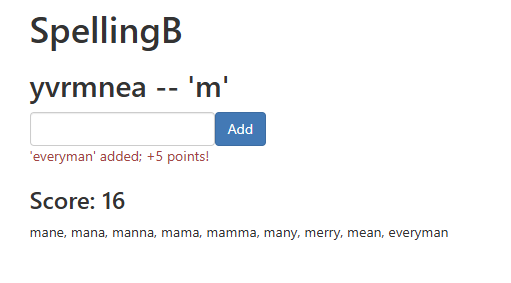 SpellingB
yvrmnea -- 'm'
Add
'everyman' added; +5 points!
Score: 16
mane, mana, manna, mama, mamma, many, merry, mean, everyman